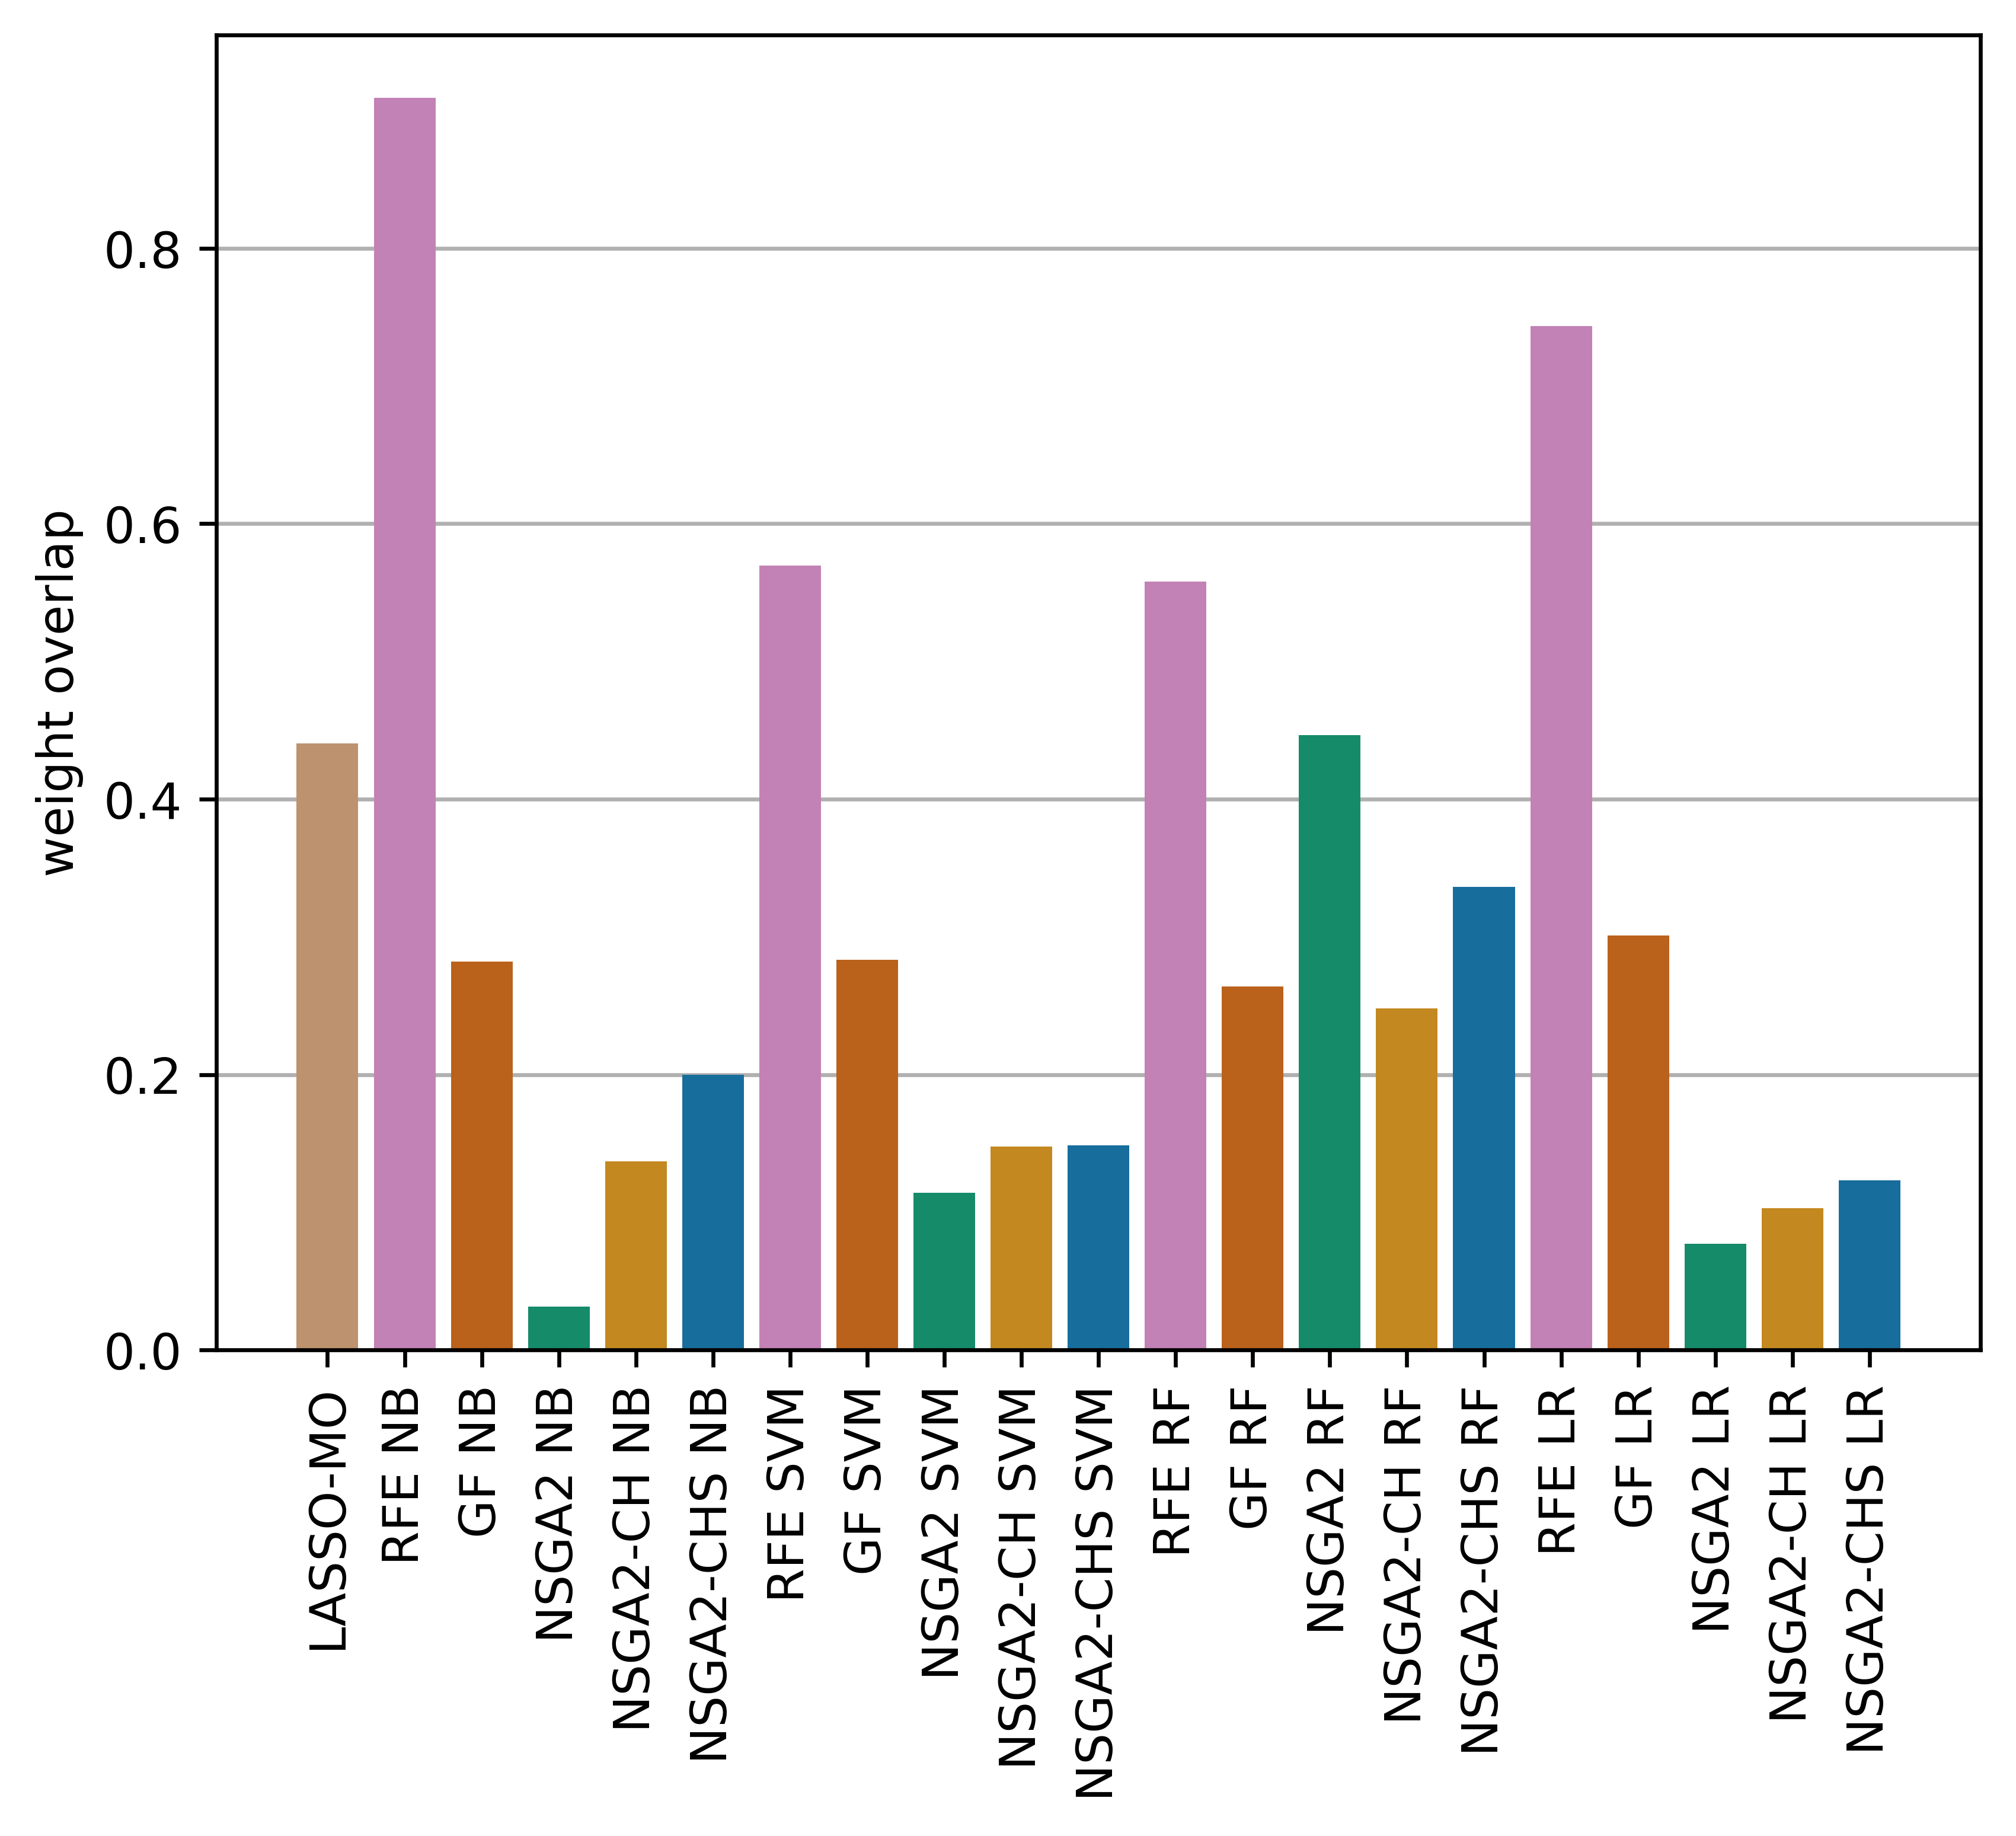 weight overlap
0.8
0.6
0.4
0.2
0.0
LASSO-MO
RFE NB
GF NB
NSGA2 NB
NSGA2-CH NB
NSGA2-CHS NB
RFE SVM
GF SVM
NSGA2 SVM
NSGA2-CH SVM
NSGA2-CHS SVM
RFE RF
GF RF
NSGA2 RF
NSGA2-CH RF
NSGA2-CHS RF
RFE LR
GF LR
NSGA2 LR
NSGA2-CH LR
NSGA2-CHS LR